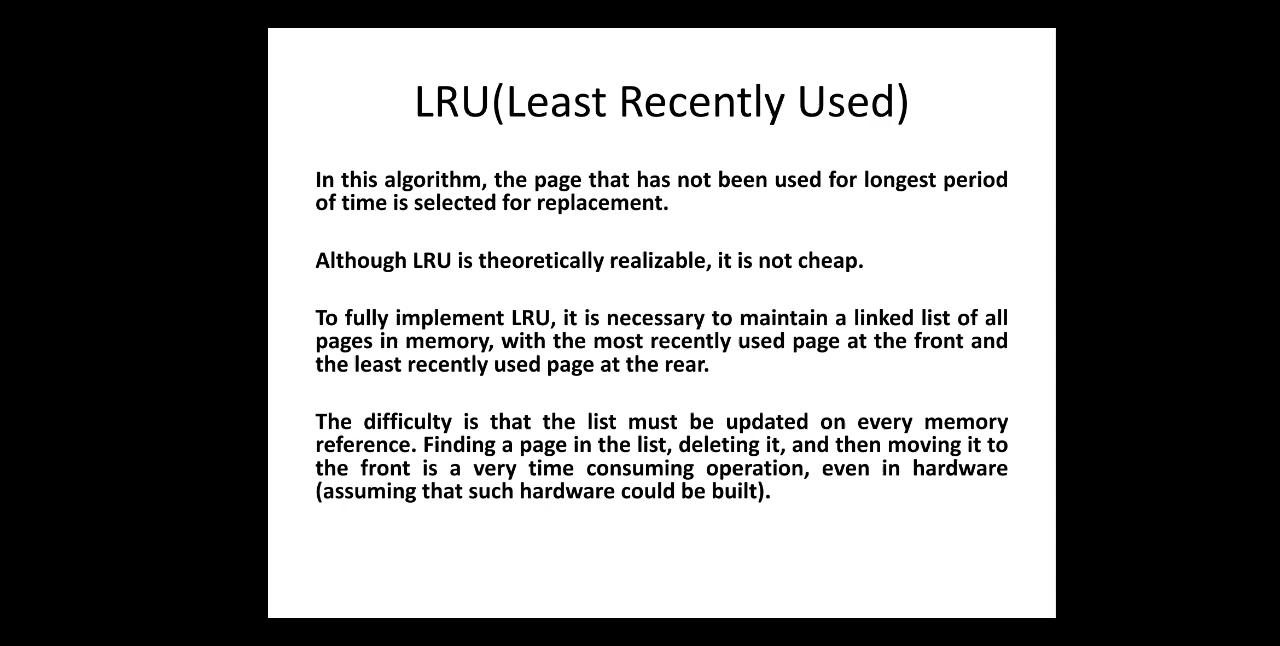 LRU(Least Recently Used)
In this algorithm, the page that has not been used for longest period
of time is selected for replacement.
Although LRU is theoretically realizable, it is not cheap.
To fully implement LRU, it is necessary to maintain a linked list of all
pages in memory, with the most recently used page at the front and
the least recently used page at the rear.
The difficulty is that the list must be updated on every memory
reference. Finding a page in the list, deleting it, and then moving it to
the front is a very time consuming operation, even in hardware
(assuming that such hardware could be built).